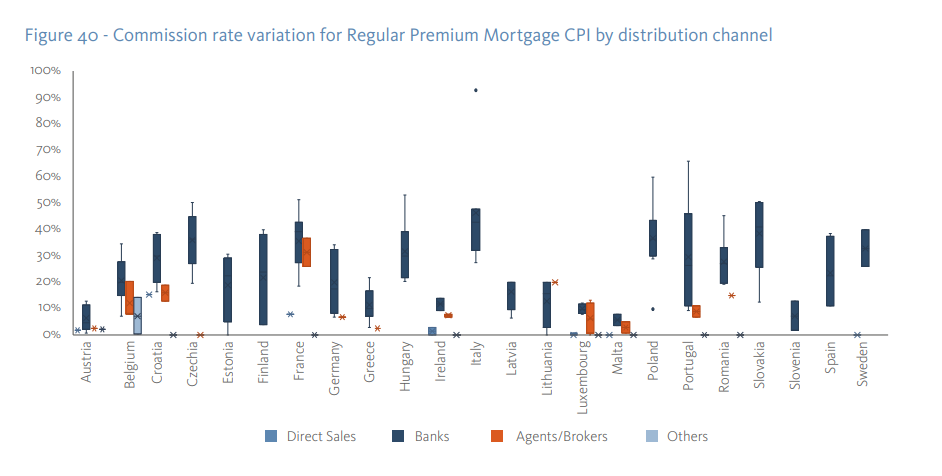 Figure 40 - Commission rate variation for Regular Premium Mortgage CPI by distribution channel
100%
90%
80%
70%
60%
50%
40%
30%
20%
10%
0%
Austria
Belgium
Croatia
Czechia
Estonia
Finland
France
Germany
Greece
Hungary
Ireland
Italy
Latvia
Lithuania
Luxembourg
Malta
Poland
Portugal
Romania
Slovakia
Slovenia
Spain
Sweden
Direct Sales Banks Agents/Brokers Others